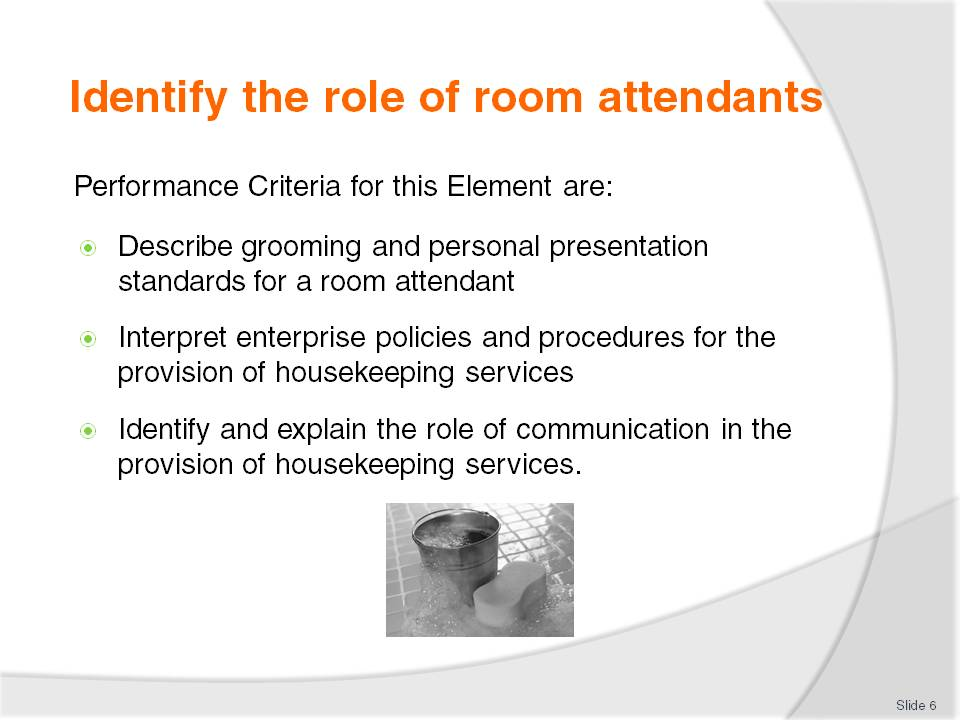 Identify the role of room attendants
Performance Criteria for this Element are:
Describe grooming and personal presentation
standards for a room attendant
Interpret enterprise policies and procedures for the
provision of housekeeping services
Identify and explain the role of communication in the
provision of housekeeping services.
Slide 6